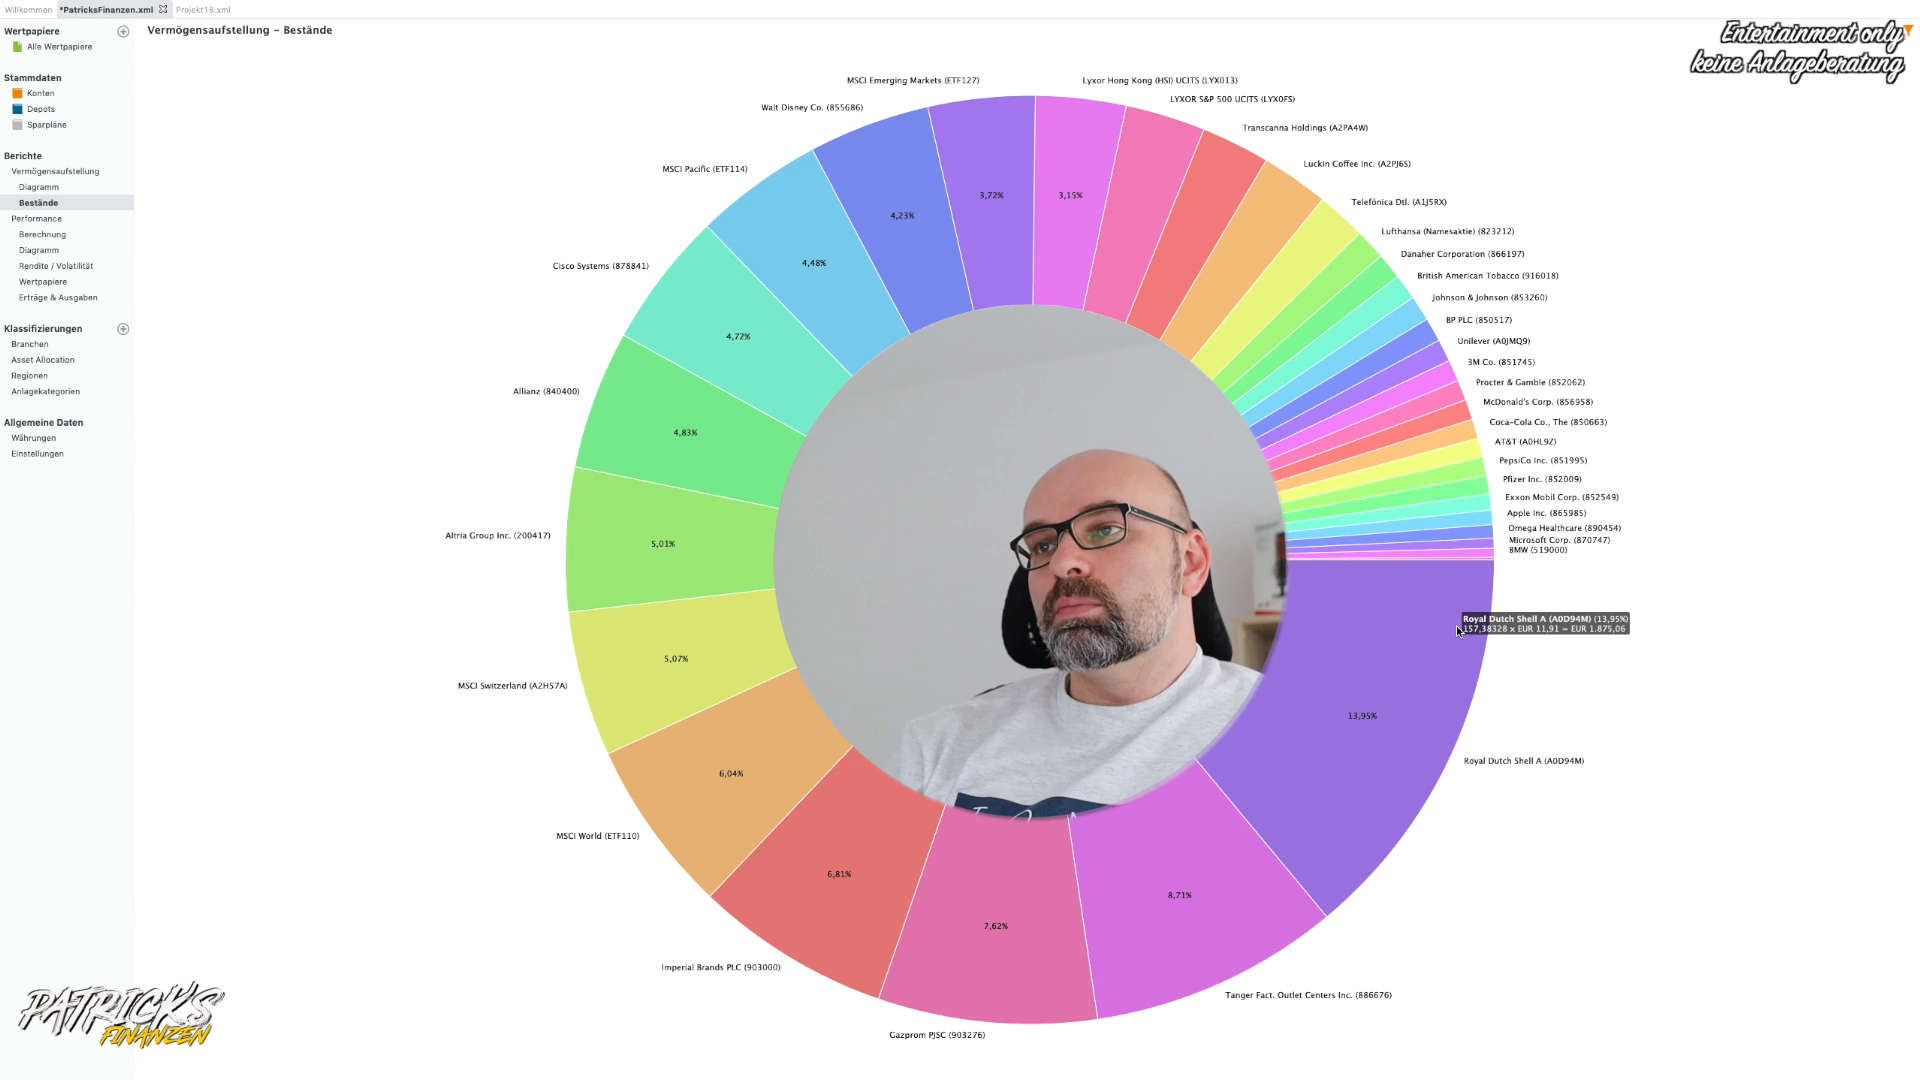 Willkommen
*PatricksFinanzen.xml
Projekt18.xml
Wertpapiere
Alle Wertpapiere
Stammdaten
Konten
Depots
Sparpläne
Berichte
Vermögensaufstellung
Diagramm
Bestände
Performance
Berechnung
Diagramm
Rendite / Volatilität
Wertpapiere
Erträge & Ausgaben
Klassifizierungen
Branchen
Asset Allocation
Regionen
Anlagekategorien
Allgemeine Daten
Währungen
Einstellungen
PATRICKS
FINANZEN
Vermögensaufstellung – Bestände
Entertainment only
keine Anlageberatung
MSCI Emerging Markets (ETF127)
Lyxor Hong Kong (HSI) UCITS (LYX013)
Walt Disney Co. (855686)
LYXOR S&P 500 UCITS (LYX0FS)
Transcanna Holdings (A2PA4W)
MSCI Pacific (ETF114)
Luckin Coffee Inc. (A2PJ6S)
Telefónica Dtl. (A1J5RX)
Lufthansa (Namesaktie) (823212)
Danaher Corporation (866197)
Cisco Systems (878841)
British American Tobacco (916018)
Johnson & Johnson (853260)
BP PLC (850517)
Unilever (A0JMQ9)
3M Co. (851745)
Procter & Gamble (852062)
Allianz (840400)
McDonald's Corp. (856958)
Coca-Cola Co., The (850663)
AT&T (A0HL9Z)
PepsiCo Inc. (851995)
Pfizer Inc. (852009)
Exxon Mobil Corp. (852549)
Apple Inc. (865985)
Omega Healthcare (890454)
Altria Group Inc. (200417)
Microsoft Corp. (870747)
BMW (519000)
Royal Dutch Shell A (A0D94M) (13,95%)
157,38328 x EUR 11,91 = EUR 1.875,06
MSCI Switzerland (A2H57A)
Royal Dutch Shell A (A0D94M)
MSCI World (ETF110)
Imperial Brands PLC (903000)
Tanger Fact. Outlet Centers Inc. (886676)
Gazprom PJSC (903276)
3,72%
3,15%
4,23%
4,48%
4,72%
4,83%
5,01%
5,07%
6,04%
6,81%
7,62%
8,71%
13,95%